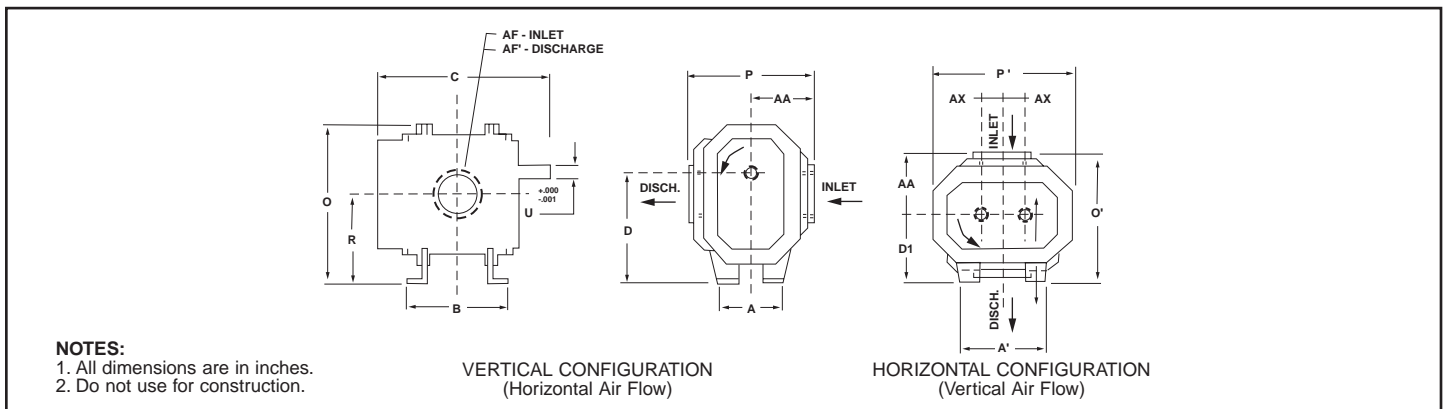 AF - INLET
AF' - DISCHARGE
C
O
R
U
+.000
-.001
B
P
AA
DISCH.
INLET
D
A
P '
AX
AX
INLET
AA
O'
D1
DISCH.
A'
NOTES:
1. All dimensions are in inches.
2. Do not use for construction.
VERTICAL CONFIGURATION
(Horizontal Air Flow)
HORIZONTAL CONFIGURATION
(Vertical Air Flow)